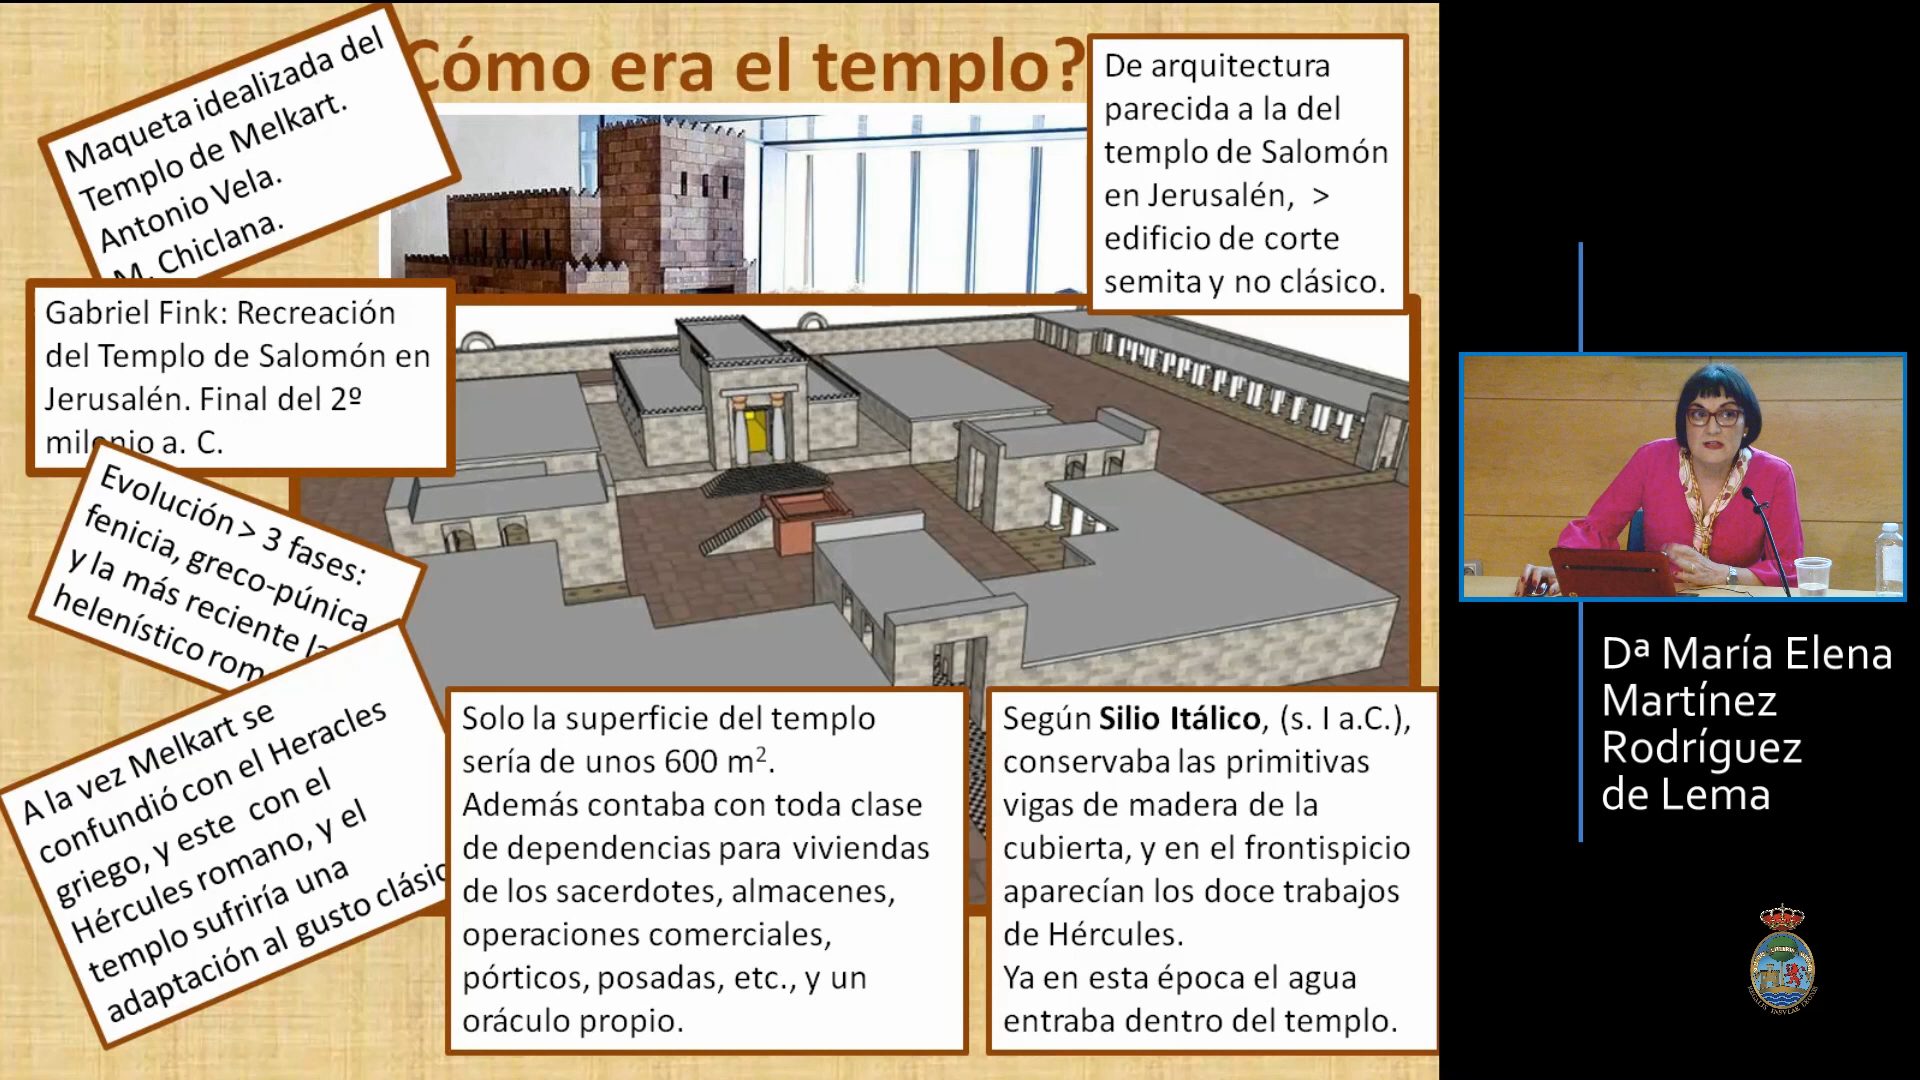 Cómo era el templo?
Maqueta idealizada del
Templo de Melkart.
Antonio Vela.
M. Chiclana.
De arquitectura
parecida a la del
templo de Salomón
en Jerusalén, >
edificio de corte
semita y no clásico.
Gabriel Fink: Recreación
del Templo de Salomón en
Jerusalén. Final del 2º
milenio a. C.
Evolución > 3 fases:
fenicia, greco-púnica
y la más reciente la
helenístico rom
A la vez Melkart se
confundió con el Heracles
griego, y este con el
Hércules romano, y el
templo sufriría una
adaptación al gusto clásic
Solo la superficie del templo
sería de unos 600 m².
Además contaba con toda clase
de dependencias para viviendas
de los sacerdotes, almacenes,
operaciones comerciales,
pórticos, posadas, etc., y un
oráculo propio.
Según Silio Itálico, (s. I a.C.),
conservaba las primitivas
vigas de madera de la
cubierta, y en el frontispicio
aparecían los doce trabajos
de Hércules.
Ya en esta época el agua
entraba dentro del templo.
Dª María Elena
Martínez
Rodríguez
de Lema